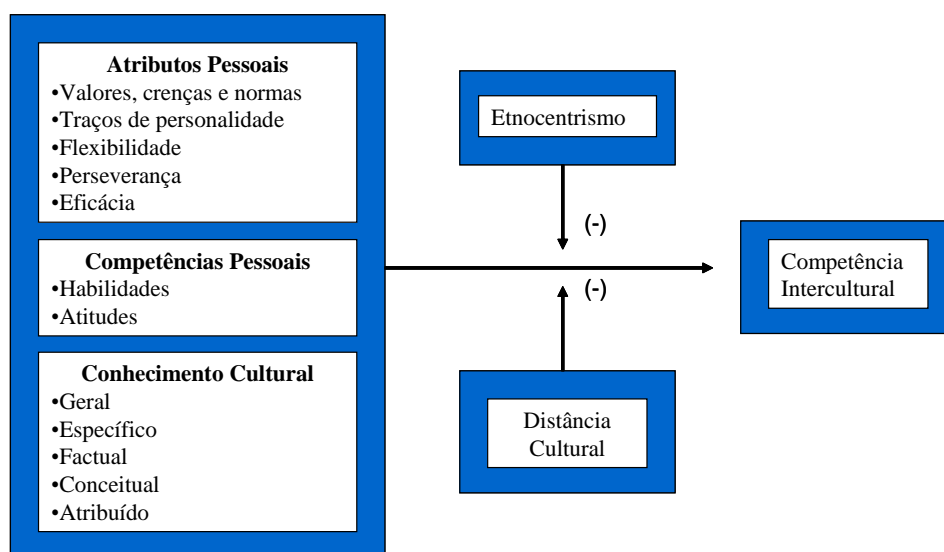 Atributos Pessoais
•Valores, crenças e normas
•Traços de personalidade
•Flexibilidade
•Perseverança
•Eficácia
Competências Pessoais
•Habilidades
•Atitudes
Conhecimento Cultural
•Geral
•Específico
•Factual
•Conceitual
•Atribuído
Etnocentrismo
(-)
(-)
Distância
Cultural
Competência
Intercultural